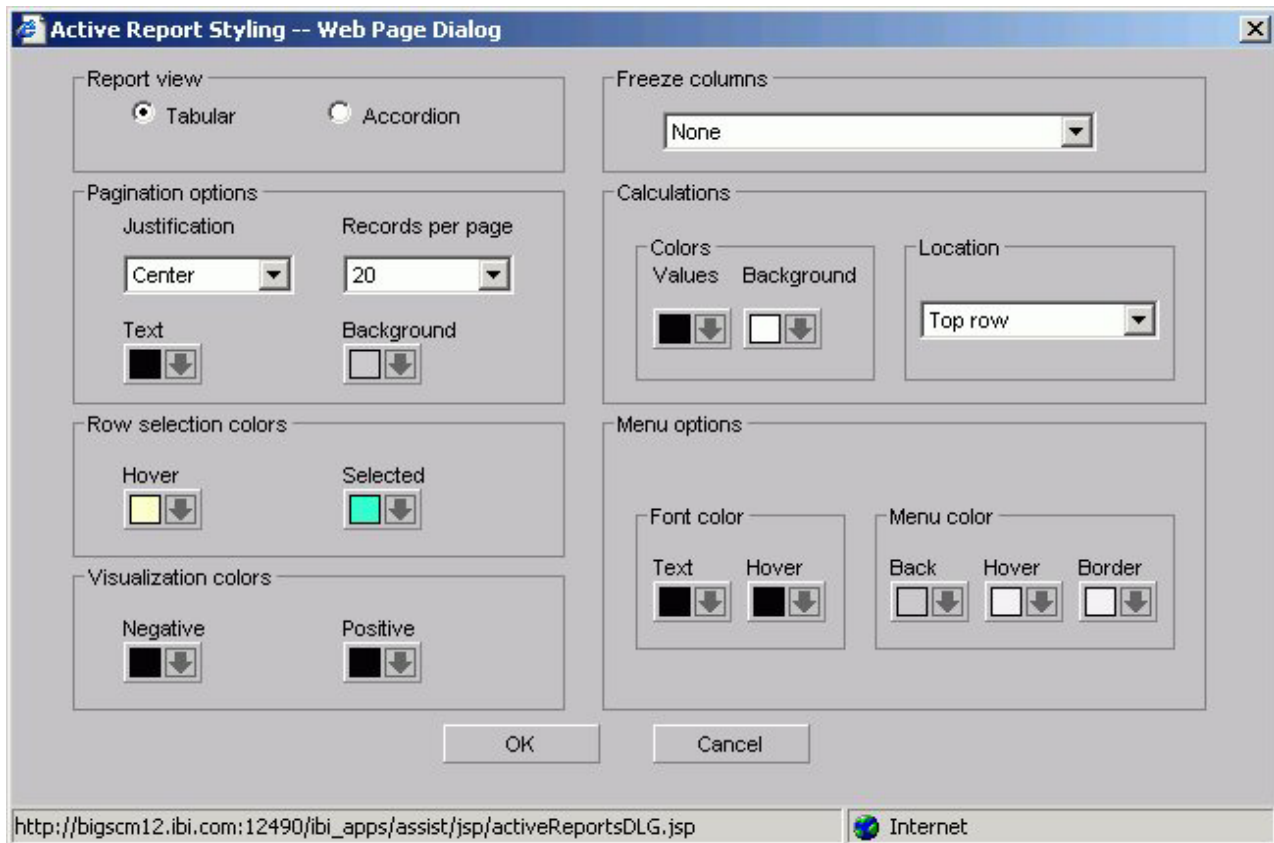 Active Report Styling -- Web Page Dialog
Report view
Tabular Accordion
Freeze columns
None
Pagination options
Justification Records per page
Center 20
Text Background
Calculations
Colors
Values Background
Location
Top row
Row selection colors
Hover Selected
Visualization colors
Negative Positive
Menu options
Font color
Text Hover
Menu color
Back Hover Border
OK Cancel
http://bigscm12.ibi.com:12490/ibi_apps/assist/jsp/activeReportsDLG.jsp Internet